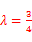 λ = 3/4